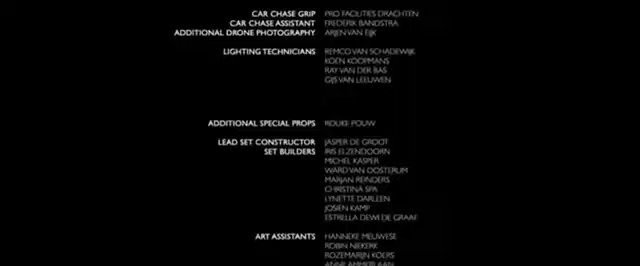 CAR CHASE GRIP PRO FACILITIES DRACHTEN
CAR CHASE ASSISTANT FREDERIK BANDSTRA
ADDITIONAL DRONE PHOTOGRAPHY ARJEN VAN EIJK
LIGHTING TECHNICIANS REMCO VAN SCHADEWIJK
KOEN KOOPMANS
RAY VAN DER BAS
GIJS VAN LEEUWEN
ADDITIONAL SPECIAL PROPS ROUKE POUW
LEAD SET CONSTRUCTOR JASPER DE GROOT
SET BUILDERS IRIS ELZENDOORN
MICHEL KASPER
WARD VAN OOSTERUM
MARJAN REINDERS
CHRISTINA SPA
LYNETTE DARLEEN
JOSIEN KAMP
ESTRELLA DEWI DE GRAAF
ART ASSISTANTS HANNEKE MEUWESE
ROBIN NIEKERK
ROZEMARIJN KOERS